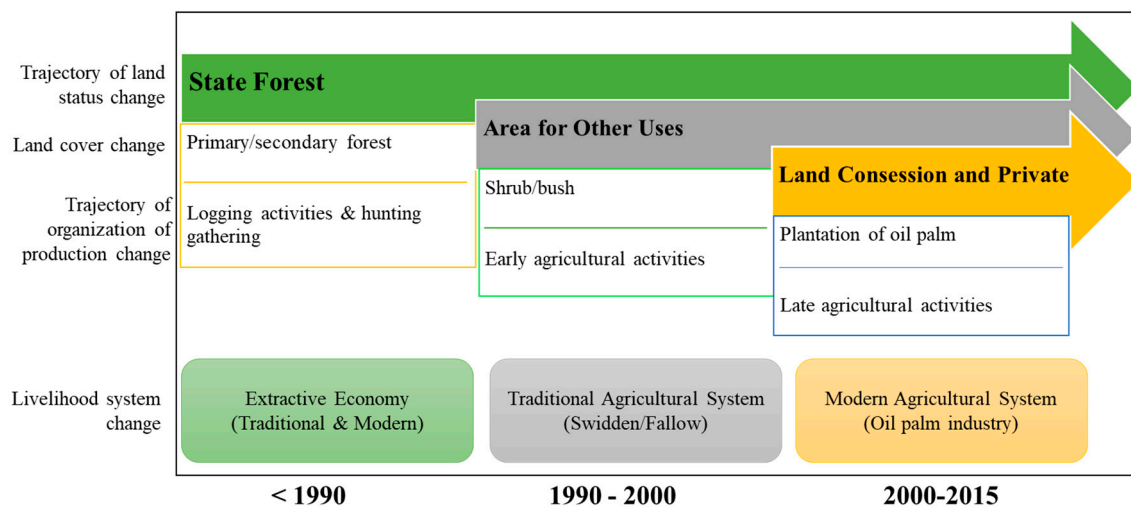 Trajectory of land
status change
State Forest
Area for Other Uses
Land cover change
Primary/secondary forest
Shrub/bush
Land Consession and Private
Trajectory of
organization of
production change
Logging activities & hunting
gathering
Early agricultural activities
Plantation of oil palm
Late agricultural activities
Livelihood system
change
Extractive Economy
(Traditional & Modern)
Traditional Agricultural System
(Swidden/Fallow)
Modern Agricultural System
(Oil palm industry)
< 1990
1990 - 2000
2000-2015